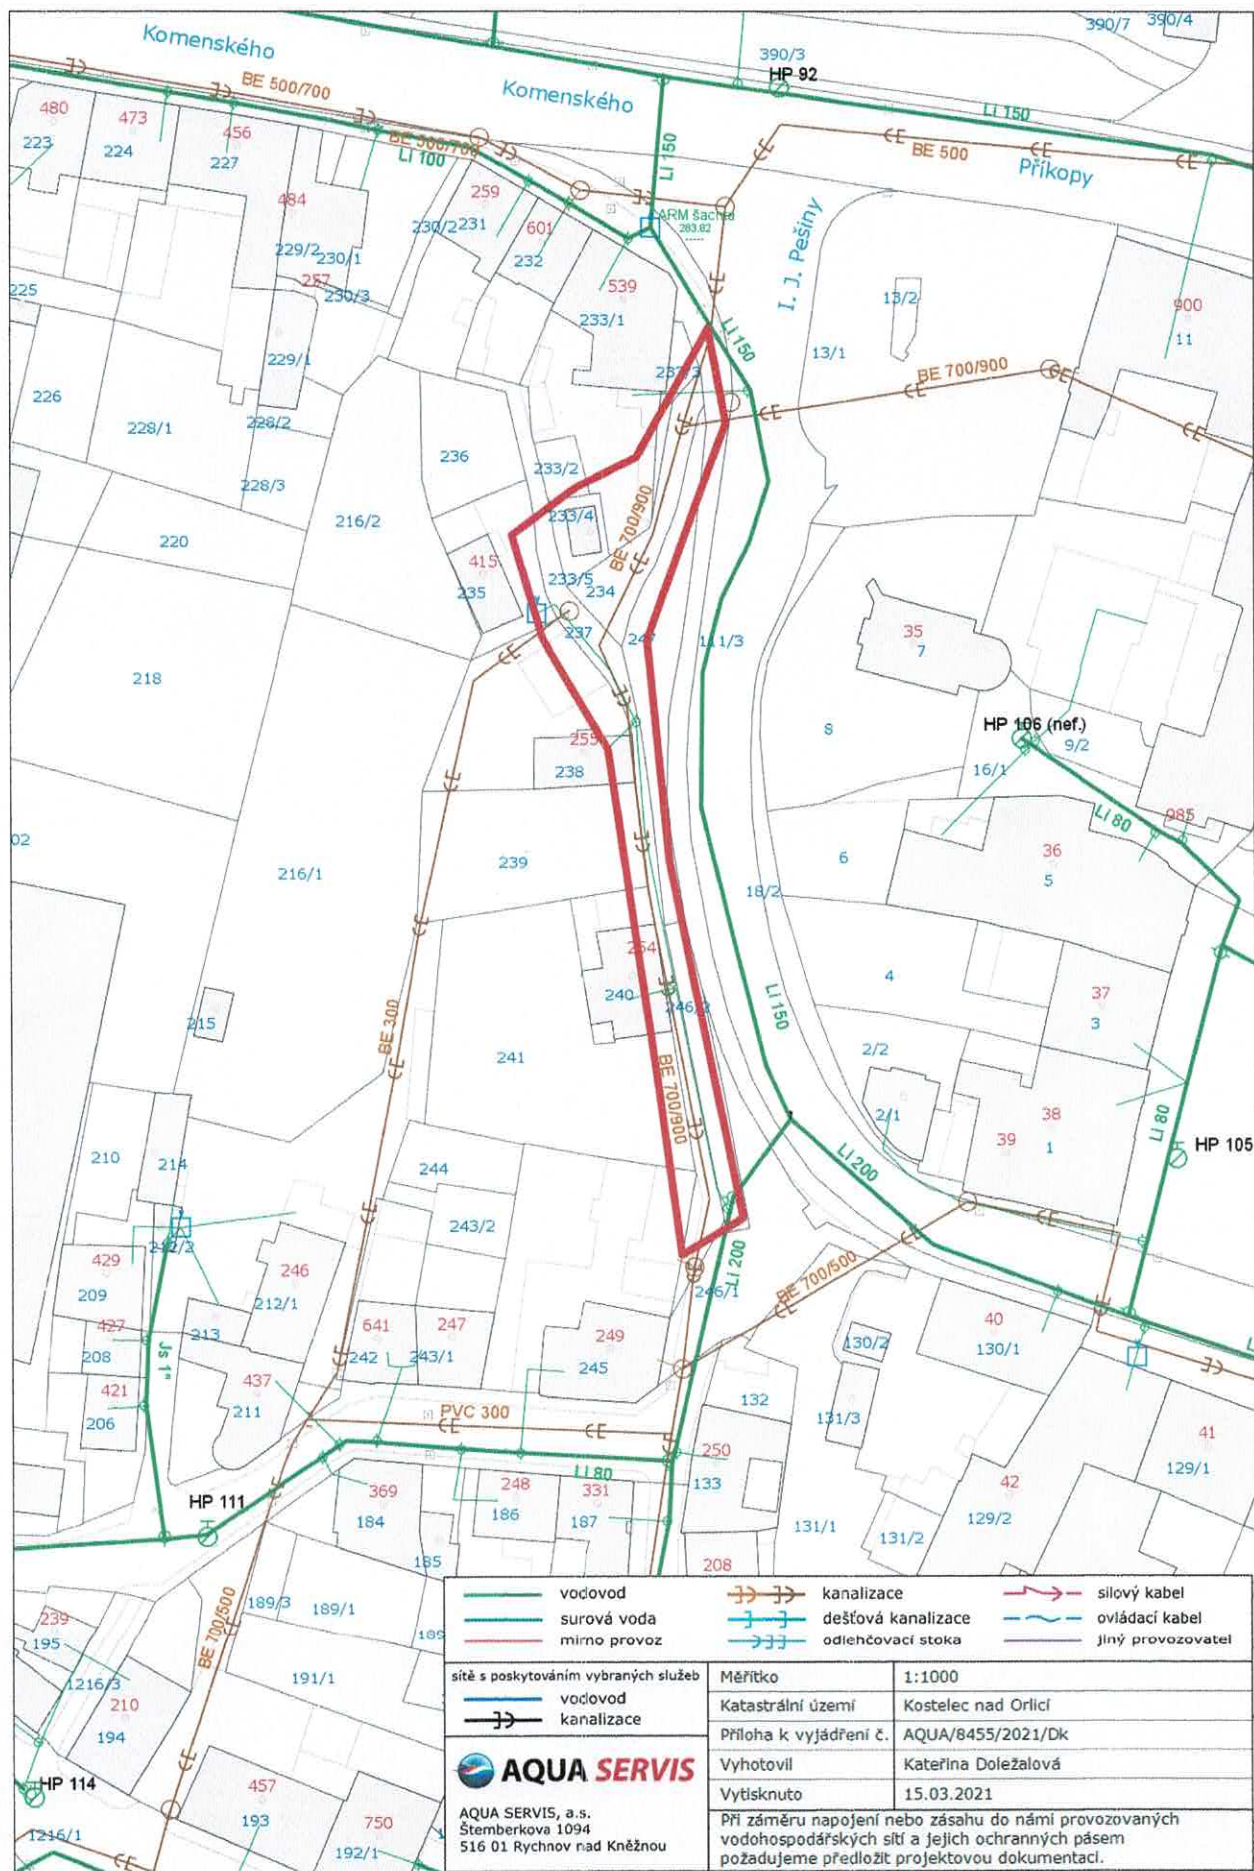 Komenského
390/3
390/7
390/4
HP 92
BE 500/700
Komenského
Li 150
Li 150
480
473
456
223
224
227
BE 500/700
Li 100
BE 500
Příkopy
259
484
601
230/2
231
ARM šachta
283.82
I. J. Pešiny
229/2
230/1
232
257
230/3
539
233/1
13/2
900
11
225
229/1
Li 150
13/1
237/3
BE 700/900
226
228/1
228/2
236
233/2
228/3
216/2
233/4
BE 700/900
220
415
235
233/5
234
237
247
111/3
35
7
218
8
HP 106 (nef.)
9/2
16/1
255
238
985
Li 80
02
216/1
239
6
36
5
18/2
254
240
4
37
3
215
BE 300
246/2
Li 150
241
2/2
BE 700/900
2/1
38
39
1
Li 80
HP 105
210
214
244
Li 200
243/2
212/2
429
209
246
212/1
Li 200
BE 700/500
246/1
427
208
213
641
247
249
40
130/1
130/2
Js 1"
242
243/1
245
421
206
437
211
132
131/3
PVC 300
250
41
129/1
133
Li 80
HP 111
369
248
331
42
184
186
187
129/2
131/1
131/2
185
208
239
195
189/3
189/1
189
BE 700/500
1216/3
191/1
210
194
HP 114
457
193
750
192/1
1216/1
vodovod
kanalizace
silový kabel
surová voda
dešťová kanalizace
ovládací kabel
mimo provoz
odlehčovací stoka
jiný provozovatel
sítě s poskytováním vybraných služeb
vodovod
kanalizace
AQUA SERVIS
AQUA SERVIS, a.s.
Štemberkova 1094
516 01 Rychnov nad Kněžnou
Měřítko 1:1000
Katastrální území Kostelec nad Orlicí
Příloha k vyjádření č. AQUA/8455/2021/Dk
Vyhotovil Kateřina Doležalová
Vytisknuto 15.03.2021
Při záměru napojení nebo zásahu do námi provozovaných
vodohospodářských sítí a jejich ochranných pásem
požadujeme předložit projektovou dokumentaci.